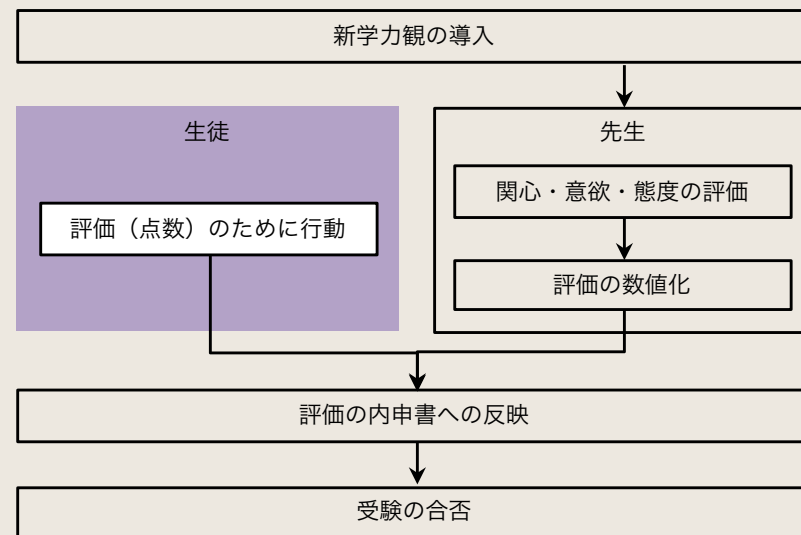 新学力観の導入
生徒
先生
関心・意欲・態度の評価
評価（点数）のために行動
評価の数値化
評価の内申書への反映
受験の合否